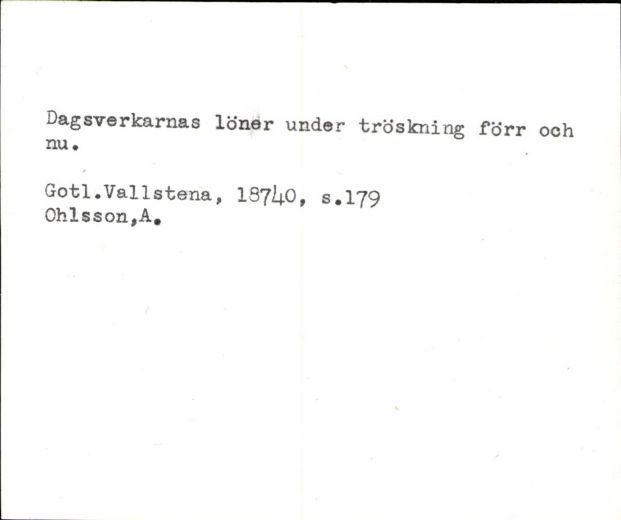 Dagsverkarnas löner under tröskning förr och
nu.
Gotl.Vallstena, 18740, s.179
Ohlsson,A.